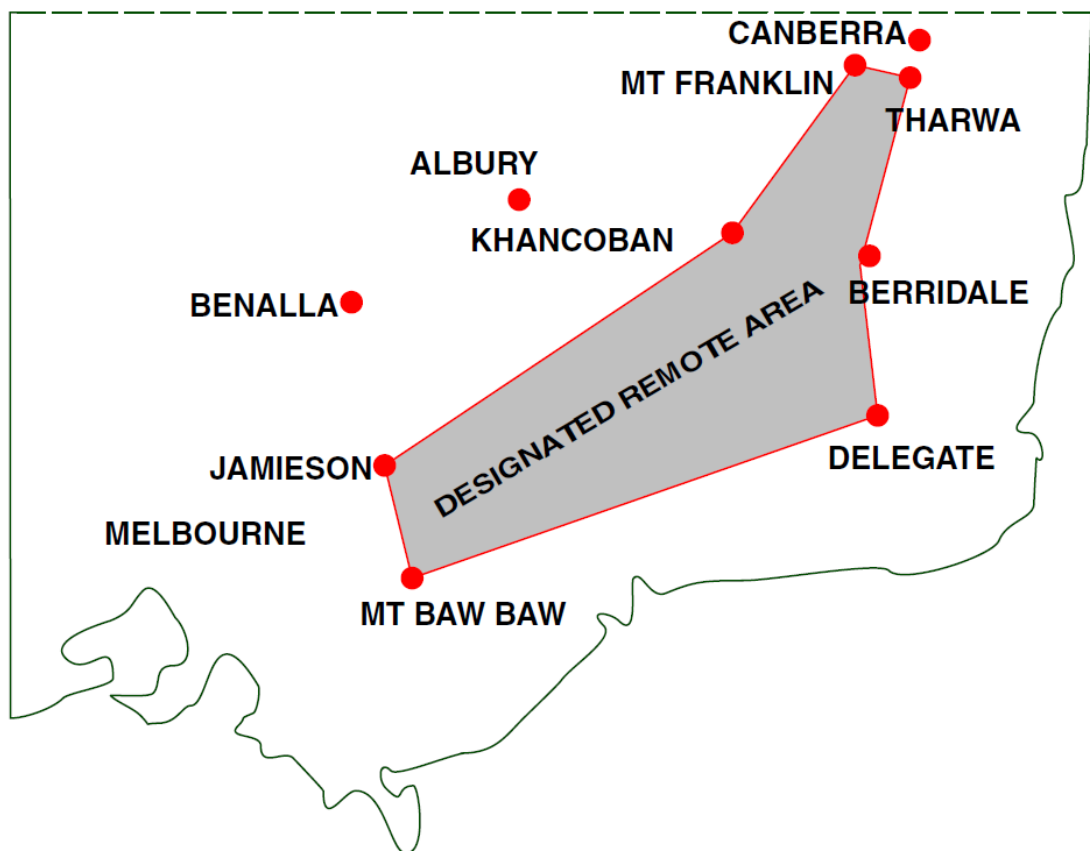 CANBERRA
MT FRANKLIN
THARWA
ALBURY
KHANCOBAN
BENALLA
BERRIDALE
DESIGNATED REMOTE AREA
JAMIESON
DELEGATE
MELBOURNE
MT BAW BAW